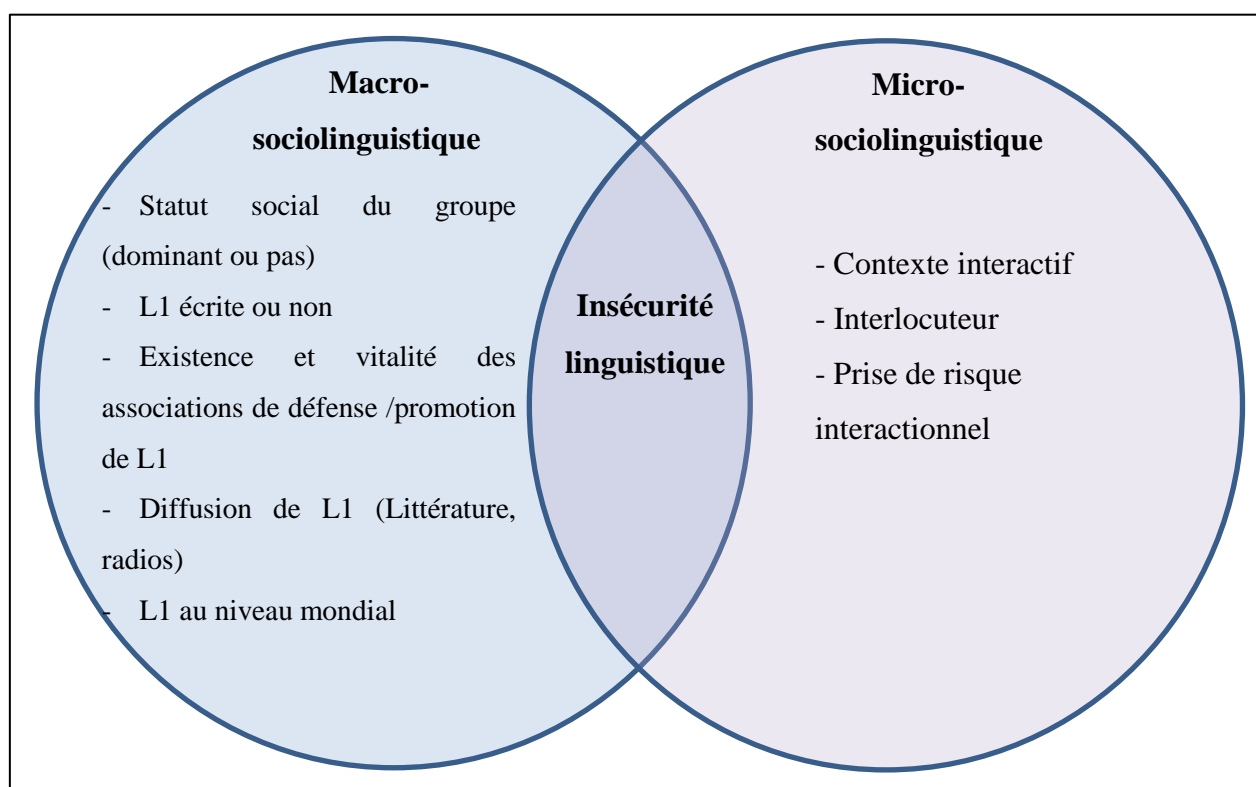 Macro-
sociolinguistique
- Statut social du groupe
(dominant ou pas)
- L1 écrite ou non
- Existence et vitalité des
associations de défense /promotion
de L1
- Diffusion de L1 (Littérature,
radios)
- L1 au niveau mondial
Insécurité
linguistique
Micro-
sociolinguistique
- Contexte interactif
- Interlocuteur
- Prise de risque
interactionnel